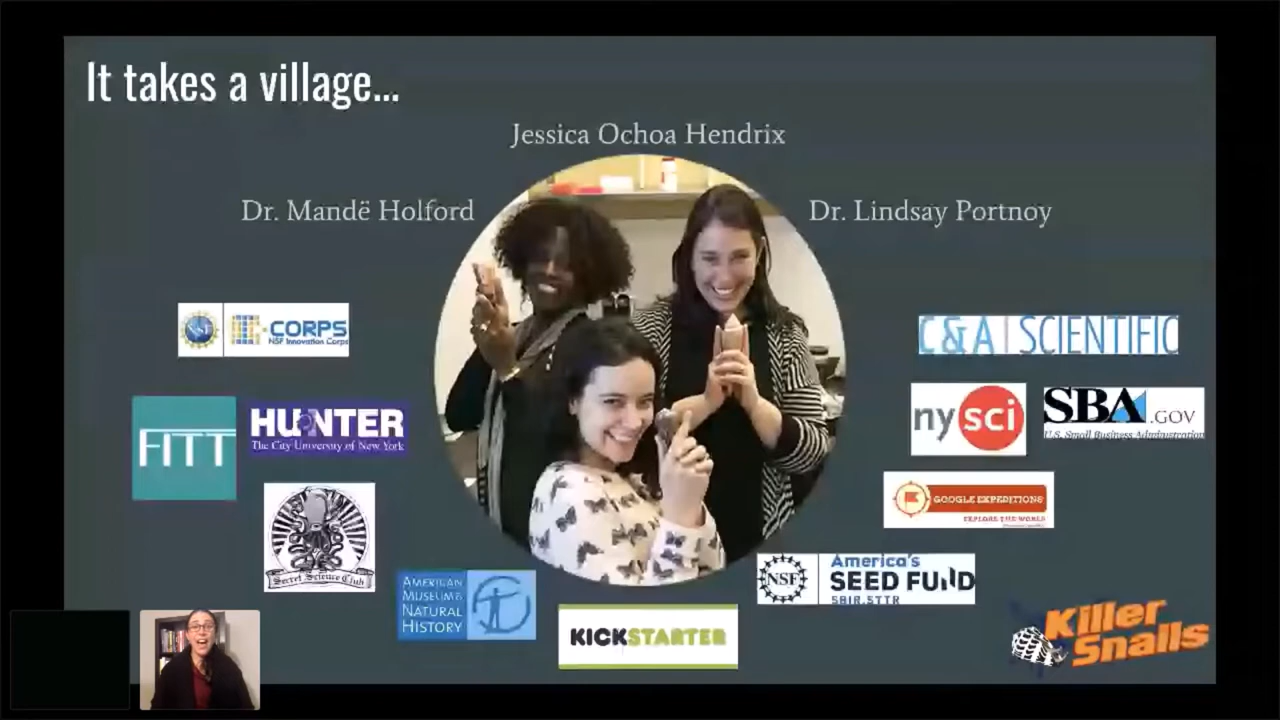 It takes a village...
Jessica Ochoa Hendrix
Dr. Mandë Holford
Dr. Lindsay Portnoy
NSF
I-CORPS
NSF Innovation Corps
C&A | SCIENTIFIC
FITT
HUNTER
The City University of New York
nysci
SBA.GOV
U.S. Small Business Administration
Secret Science Club
GOOGLE EXPEDITIONS
EXPLORE THE WORLD
AMERICAN
MUSEUM OF
NATURAL
HISTORY
KICKSTARTER
NSF
America's
SEED FUND
SBIR.STTR
Killer
Snails